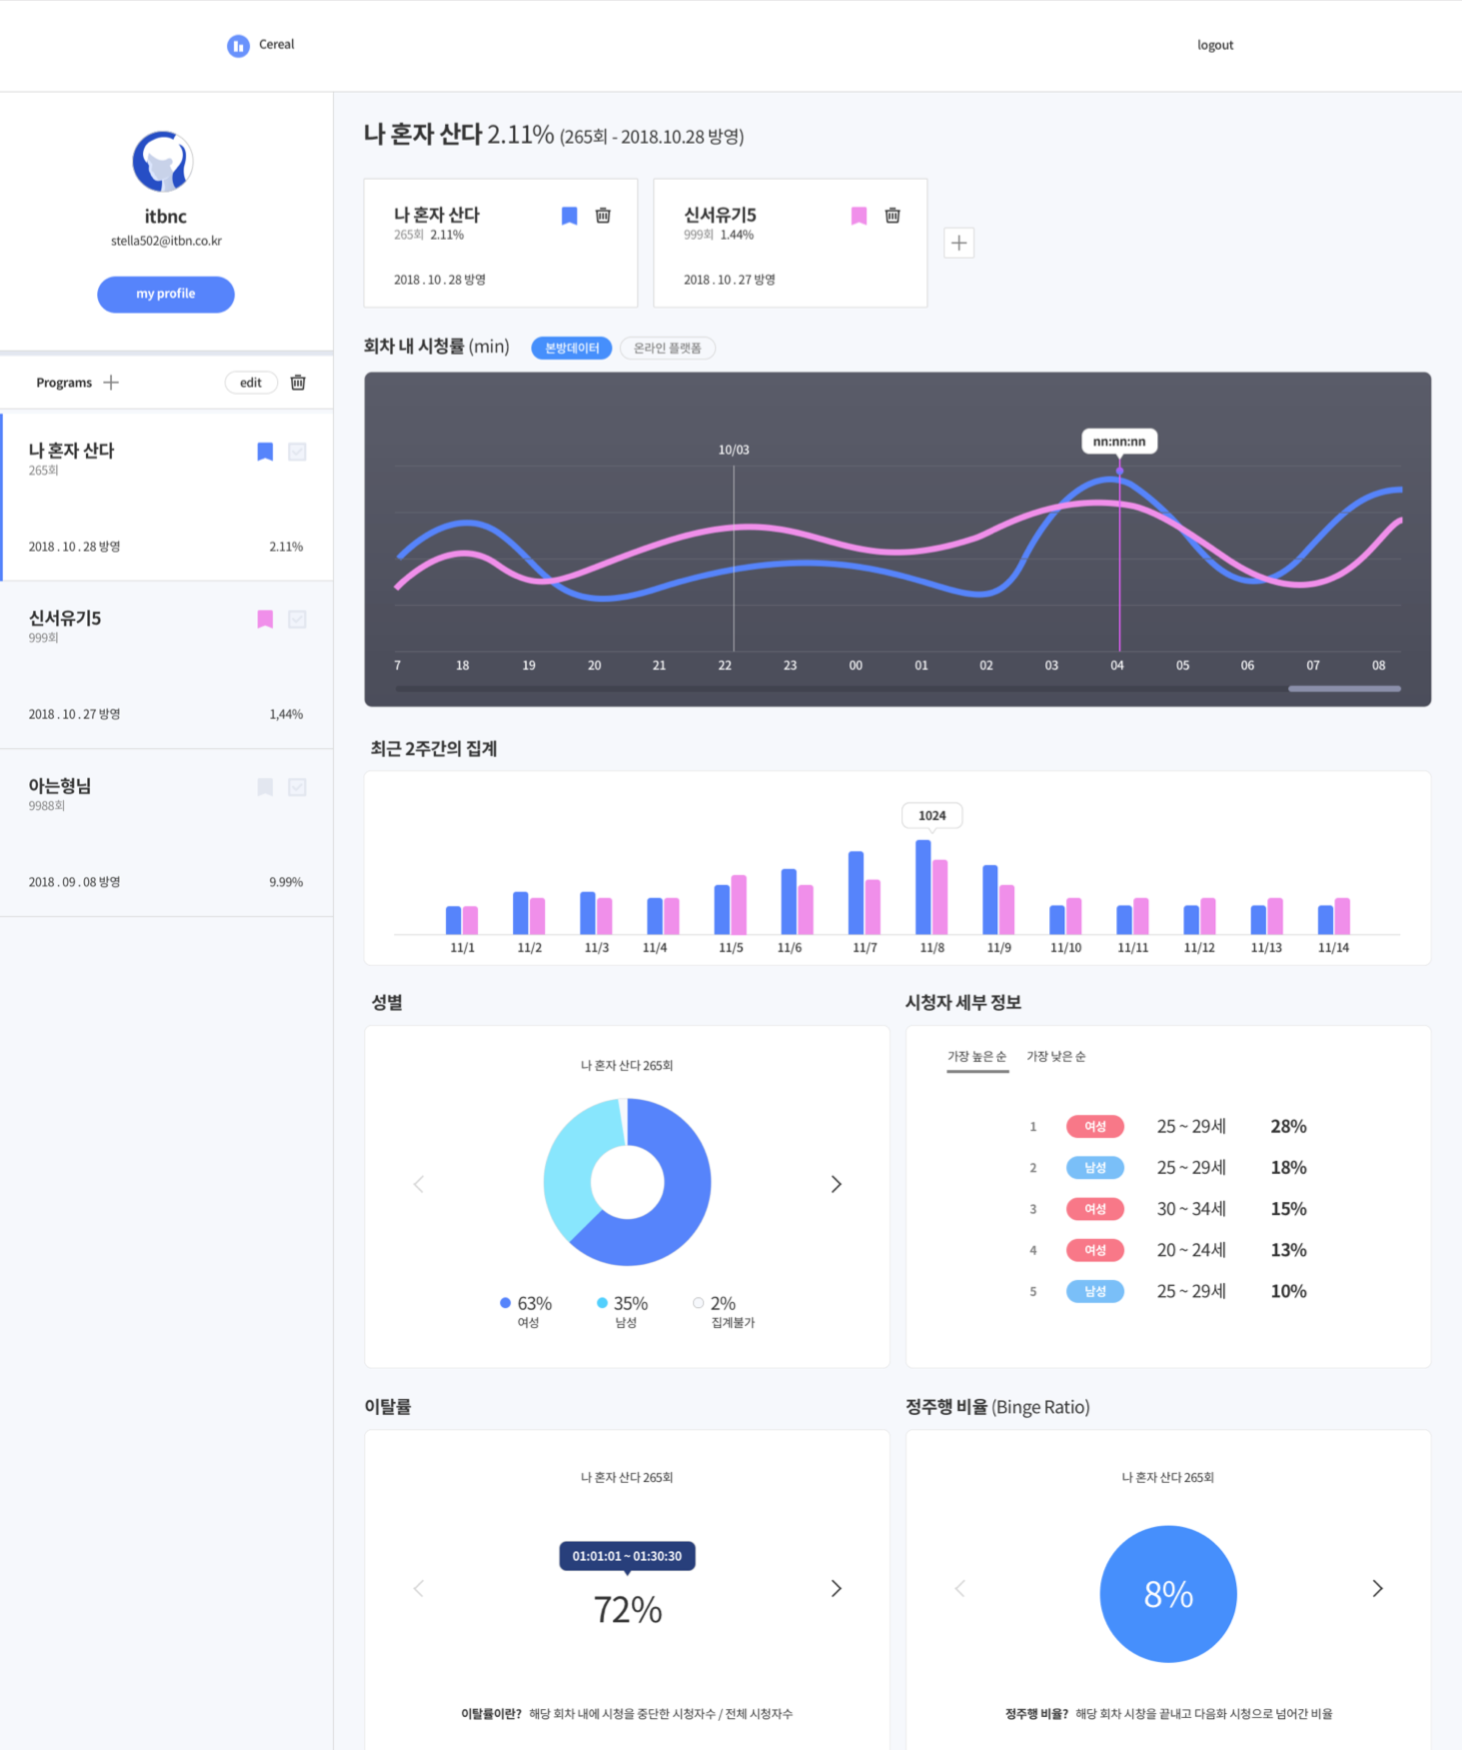 Cereal
logout
itbnc
stella502@itbn.co.kr
my profile
Programs
edit
나 혼자 산다
265회
2018 . 10 . 28 방영
2.11%
신서유기5
999회
2018 . 10 . 27 방영
1,44%
아는형님
9988회
2018 . 09 . 08 방영
9.99%
나 혼자 산다 2.11% (265회 - 2018.10.28 방영)
나 혼자 산다
265회 2.11%
2018 . 10 . 28 방영
신서유기5
999회 1.44%
2018 . 10 . 27 방영
회차 내 시청률 (min)
본방데이터
온라인 플랫폼
10/03
nn:nn:nn
7 18 19 20 21 22 23 00 01 02 03 04 05 06 07 08
최근 2주간의 집계
1024
11/1 11/2 11/3 11/4 11/5 11/6 11/7 11/8 11/9 11/10 11/11 11/12 11/13 11/14
성별
나 혼자 산다 265회
63% 35% 2%
여성 남성 집계불가
시청자 세부 정보
가장 높은 순 가장 낮은 순
1 여성 25 ~ 29세 28%
2 남성 25 ~ 29세 18%
3 여성 30 ~ 34세 15%
4 여성 20 ~ 24세 13%
5 남성 25 ~ 29세 10%
이탈률
나 혼자 산다 265회
01:01:01 ~ 01:30:30
72%
이탈률이란? 해당 회차 내에 시청을 중단한 시청자수 / 전체 시청자수
정주행 비율 (Binge Ratio)
나 혼자 산다 265회
8%
정주행 비율? 해당 회차 시창을 끝내고 다음화 시청으로 넘어간 비율